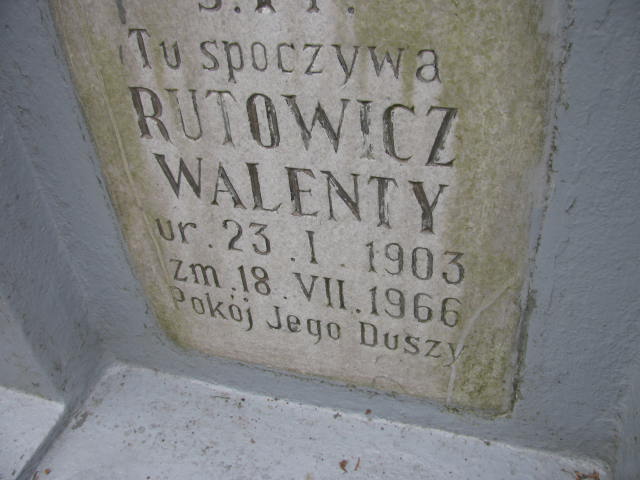 Ś.†P.
Tu spoczywa
RUTOWICZ
WALENTY
ur. 23.I.1903
zm.18.VII.1966
Pokój Jego Duszy